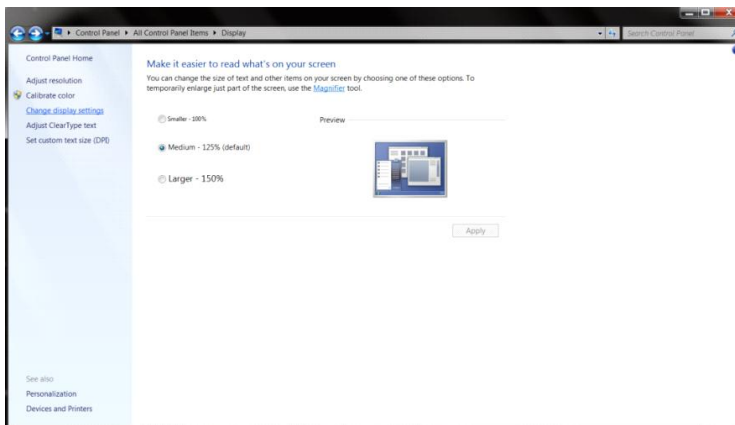 Control Panel ▸ All Control Panel Items ▸ Display
Search Control Panel
Control Panel Home
Adjust resolution
Calibrate color
Change display settings
Adjust ClearType text
Set custom text size (DPI)
See also
Personalization
Devices and Printers
Make it easier to read what's on your screen
You can change the size of text and other items on your screen by choosing one of these options. To
temporarily enlarge just part of the screen, use the Magnifier tool.
Smaller - 100%
Preview
Medium - 125% (default)
Larger - 150%
Apply